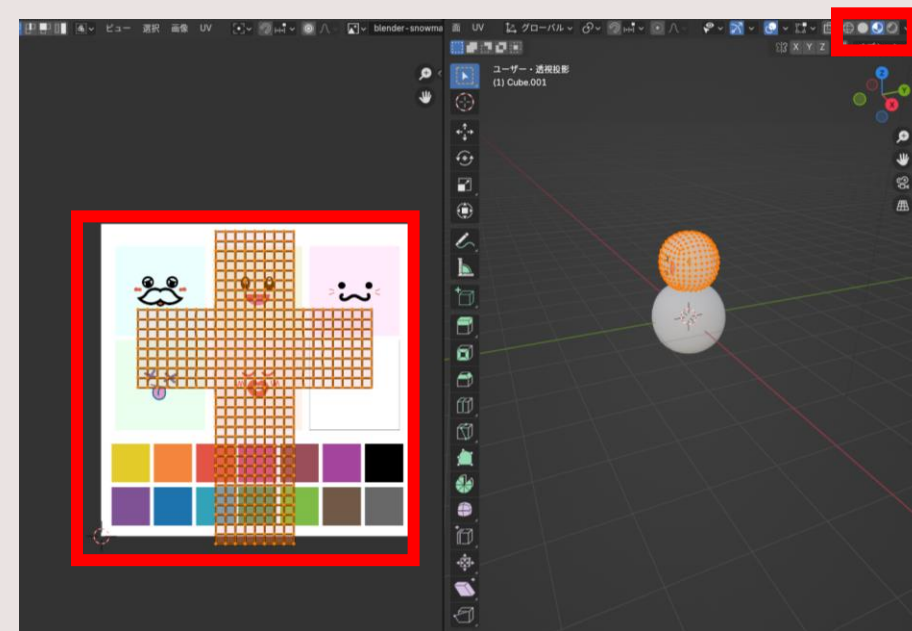 ビュー 選択 画像 UV
blender-snowma
面 UV グローバル
X Y Z
ユーザー・透視投影
(1) Cube.001
Z
Y
X